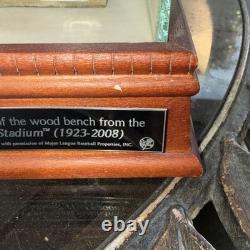 of the wood bench from the
Stadium™ (1923-2008)
with permission of Major League Baseball Properties, INC.
ebay.com